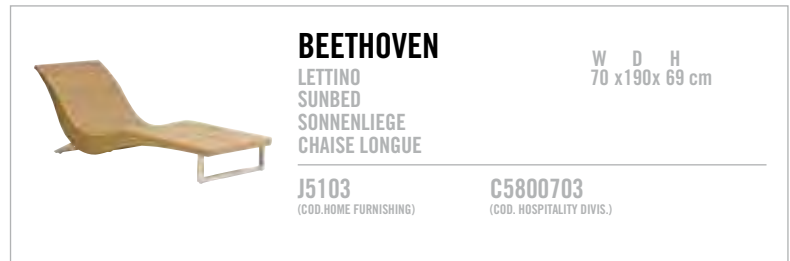 BEETHOVEN
LETTINO
SUNBED
SONNENLIEGE
CHAISE LONGUE
W D H
70 x190x 69 cm
J5103
(COD.HOME FURNISHING)
C5800703
(COD. HOSPITALITY DIVIS.)